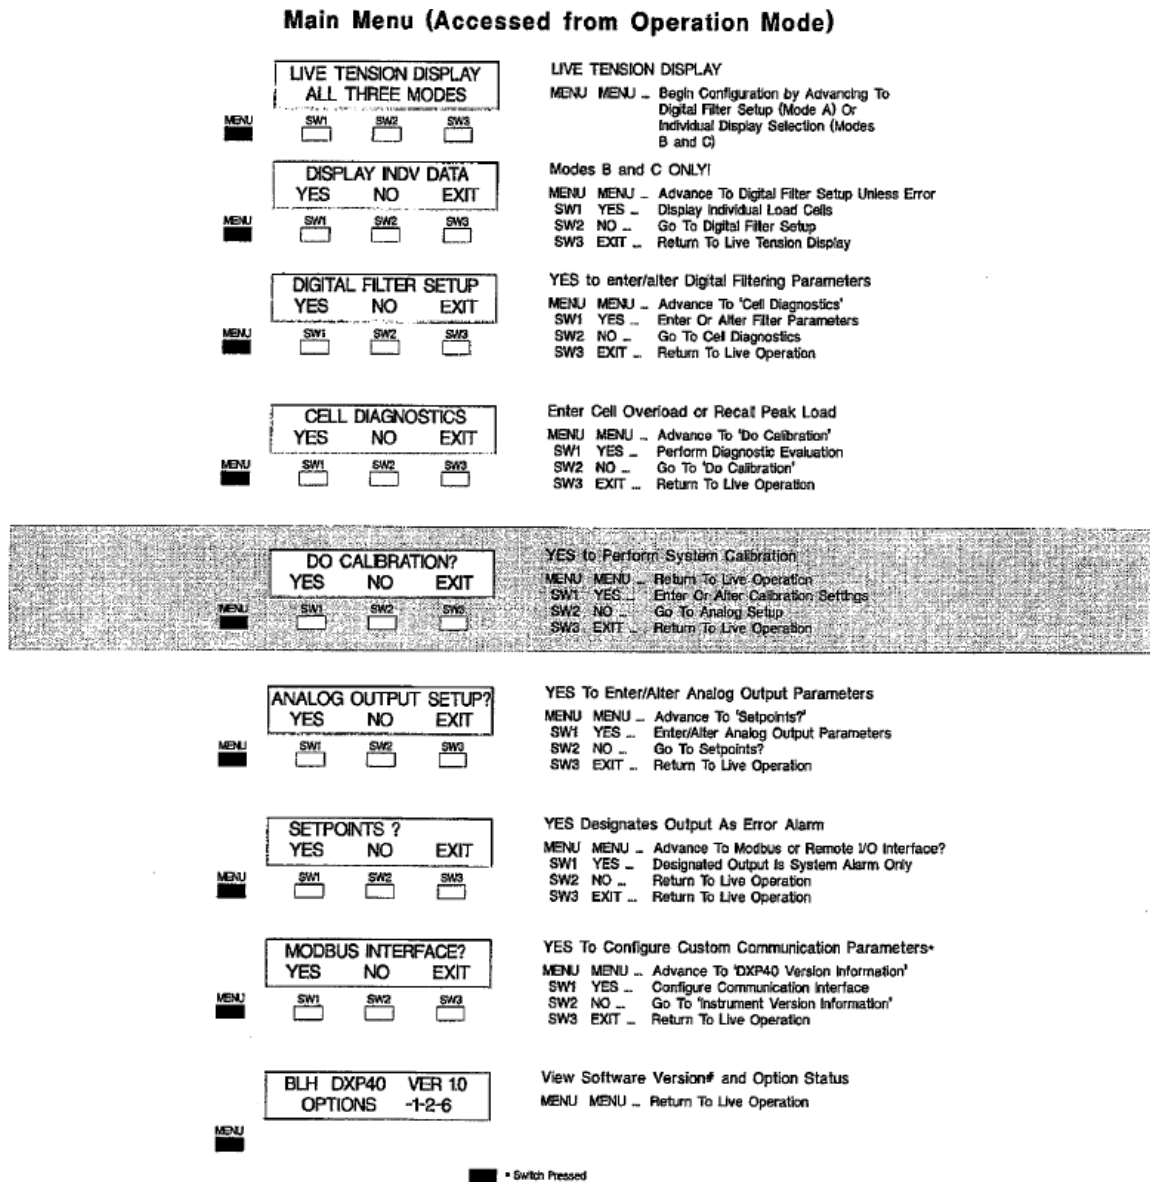 Main Menu (Accessed from Operation Mode)
LIVE TENSION DISPLAY
ALL THREE MODES
MENU SW1 SW2 SW3
LIVE TENSION DISPLAY
MENU MENU ... Begin Configuration by Advancing To
Digital Filter Setup (Mode A) Or
Individual Display Selection (Modes
B and C)
DISPLAY INDV DATA
YES NO EXIT
MENU SW1 SW2 SW3
Modes B and C ONLY!
MENU MENU ... Advance To Digital Filter Setup Unless Error
SW1 YES ... Display Individual Load Cells
SW2 NO ... Go To Digital Filter Setup
SW3 EXIT ... Return To Live Tension Display
DIGITAL FILTER SETUP
YES NO EXIT
MENU SW1 SW2 SW3
YES to enter/alter Digital Filtering Parameters
MENU MENU ... Advance To 'Cell Diagnostics'
SW1 YES ... Enter Or Alter Filter Parameters
SW2 NO ... Go To Cell Diagnostics
SW3 EXIT ... Return To Live Operation
CELL DIAGNOSTICS
YES NO EXIT
MENU SW1 SW2 SW3
Enter Cell Overload or Recall Peak Load
MENU MENU ... Advance To 'Do Calibration'
SW1 YES ... Perform Diagnostic Evaluation
SW2 NO ... Go To 'Do Calibration'
SW3 EXIT ... Return To Live Operation
DO CALIBRATION?
YES NO EXIT
MENU SW1 SW2 SW3
YES to Perform System Calibration
MENU MENU ... Return To Live Operation
SW1 YES ... Enter Or Alter Calibration Settings
SW2 NO ... Go To Analog Setup
SW3 EXIT ... Return To Live Operation
ANALOG OUTPUT SETUP?
YES NO EXIT
MENU SW1 SW2 SW3
YES To Enter/Alter Analog Output Parameters
MENU MENU ... Advance To 'Setpoints?'
SW1 YES ... Enter/Alter Analog Output Parameters
SW2 NO ... Go To Setpoints?
SW3 EXIT ... Return To Live Operation
SETPOINTS ?
YES NO EXIT
MENU SW1 SW2 SW3
YES Designates Output As Error Alarm
MENU MENU ... Advance To Modbus or Remote I/O Interface?
SW1 YES ... Designated Output Is System Alarm Only
SW2 NO ... Return To Live Operation
SW3 EXIT ... Return To Live Operation
MODBUS INTERFACE?
YES NO EXIT
MENU SW1 SW2 SW3
YES To Configure Custom Communication Parameters*
MENU MENU ... Advance To 'DXP40 Version Information'
SW1 YES ... Configure Communication Interface
SW2 NO ... Go To 'Instrument Version Information'
SW3 EXIT ... Return To Live Operation
BLH DXP40 VER 1.0
OPTIONS -1-2-6
MENU
View Software Version# and Option Status
MENU MENU ... Return To Live Operation
= Switch Pressed